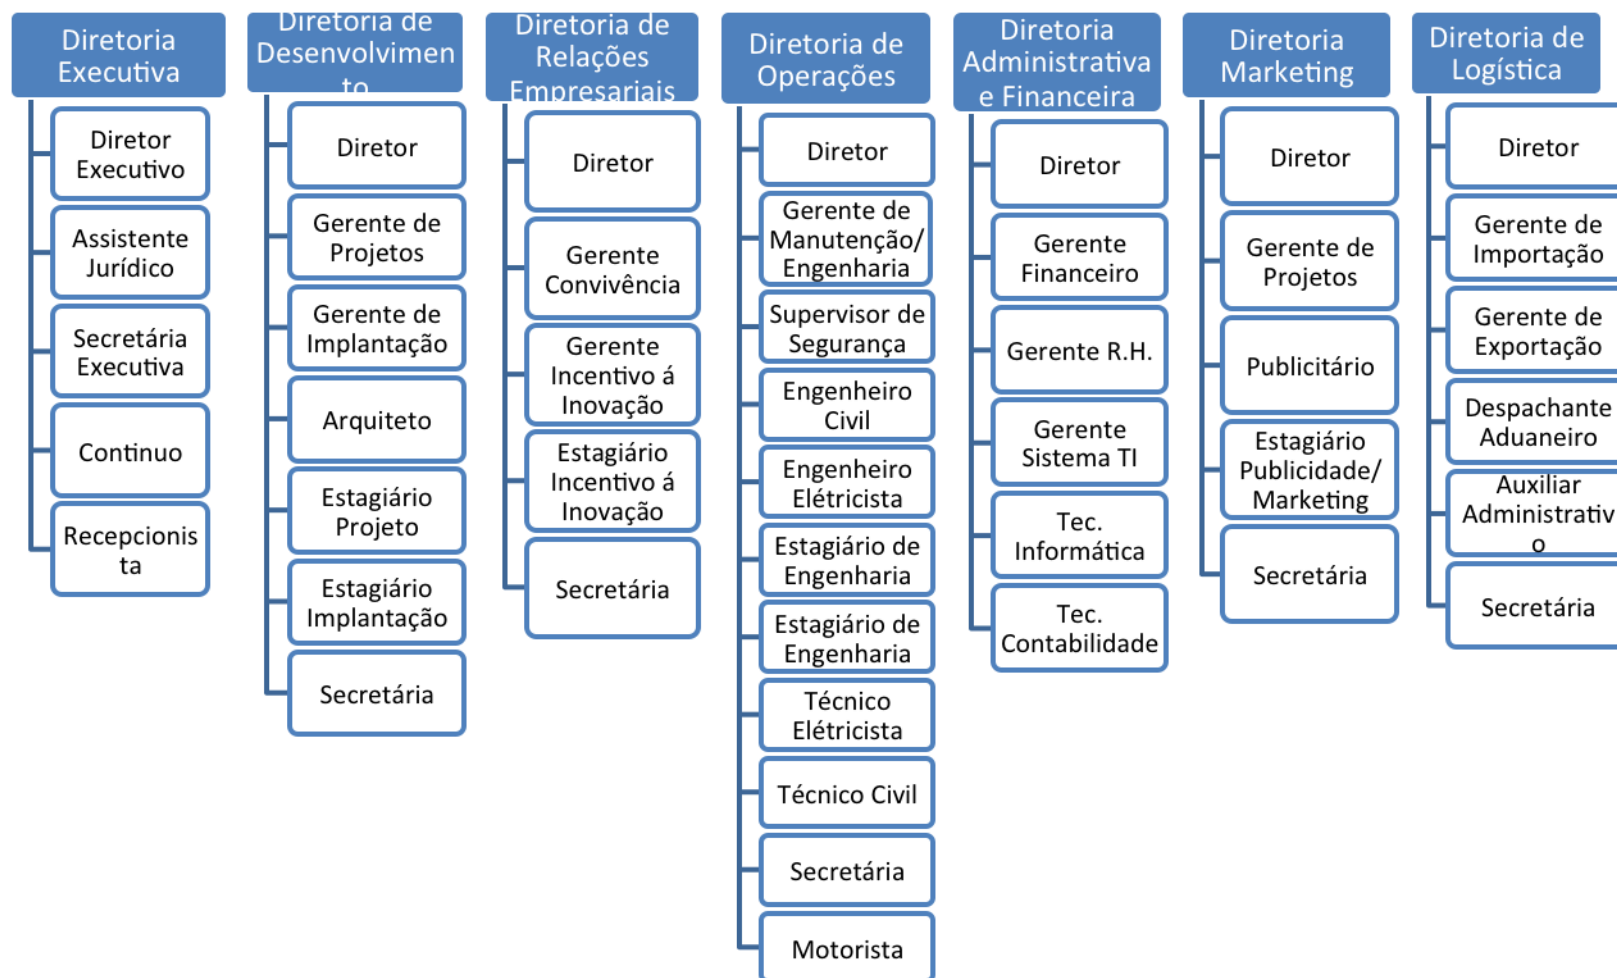 Diretoria
Executiva
Diretor
Executivo
Assistente
Jurídico
Secretária
Executiva
Continuo
Recepcionis
ta
Diretoria de
Desenvolvimen
to
Diretor
Gerente de
Projetos
Gerente de
Implantação
Arquiteto
Estagiário
Projeto
Estagiário
Implantação
Secretária
Diretoria de
Relações
Empresariais
Diretor
Gerente
Convivência
Gerente
Incentivo á
Inovação
Estagiário
Incentivo á
Inovação
Secretária
Diretoria de
Operações
Diretor
Gerente de
Manutenção/
Engenharia
Supervisor de
Segurança
Engenheiro
Civil
Engenheiro
Elétricista
Estagiário de
Engenharia
Estagiário de
Engenharia
Técnico
Elétricista
Técnico Civil
Secretária
Motorista
Diretoria
Administrativa
e Financeira
Diretor
Gerente
Financeiro
Gerente R.H.
Gerente
Sistema TI
Tec.
Informática
Tec.
Contabilidade
Diretoria
Marketing
Diretor
Gerente de
Projetos
Publicitário
Estagiário
Publicidade/
Marketing
Secretária
Diretoria de
Logística
Diretor
Gerente de
Importação
Gerente de
Exportação
Despachante
Aduaneiro
Auxiliar
Administrativ
o
Secretária